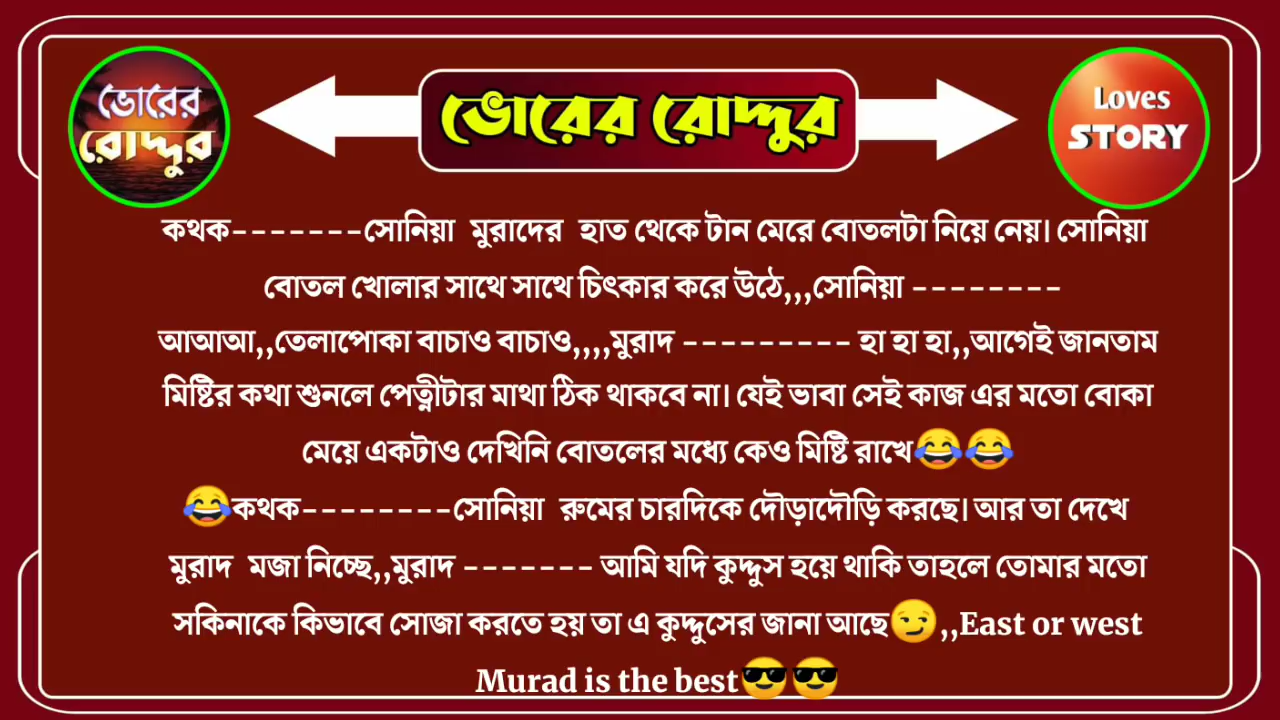 ভোরের
রোদ্দুর
ভোরের রোদ্দুর
Loves
STORY
কথক-------সোনিয়া মুরাদের হাত থেকে টান মেরে বোতলটা নিয়ে নেয়। সোনিয়া
বোতল খোলার সাথে সাথে চিৎকার করে উঠে,,,সোনিয়া --------
আআআ,,তেলাপোকা বাচাও বাচাও,,,,মুরাদ --------- হা হা হা,,আগেই জানতাম
মিষ্টির কথা শুনলে পেত্নীটার মাথা ঠিক থাকবে না। যেই ভাবা সেই কাজ এর মতো বোকা
মেয়ে একটাও দেখিনি বোতলের মধ্যে কেও মিষ্টি রাখে😂😂
😂কথক--------সোনিয়া রুমের চারদিকে দৌড়াদৌড়ি করছে। আর তা দেখে
মুরাদ মজা নিচ্ছে,,মুরাদ ------- আমি যদি কুদ্দুস হয়ে থাকি তাহলে তোমার মতো
সকিনাকে কিভাবে সোজা করতে হয় তা এ কুদ্দুসের জানা আছে😏,,East or west
Murad is the best😎😎